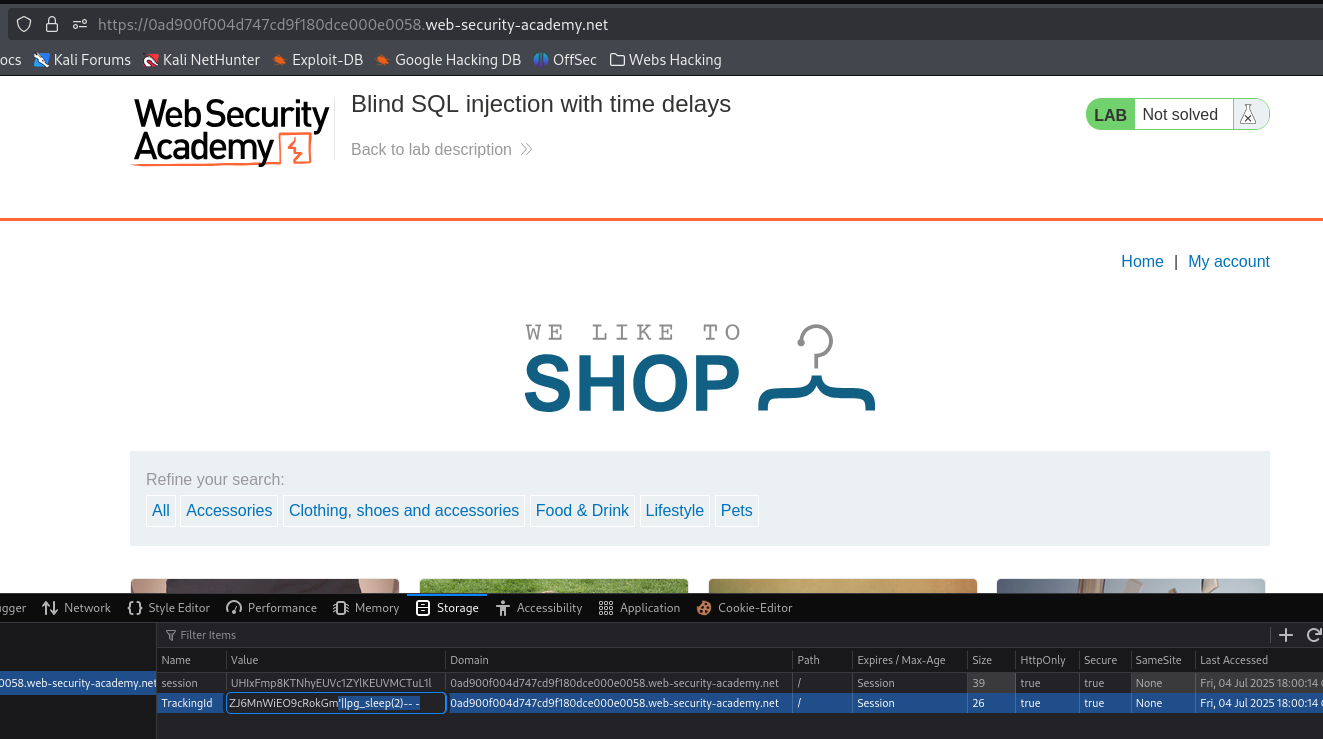 https://0ad900f004d747cd9f180dce000e0058.web-security-academy.net
ocs Kali Forums Kali NetHunter Exploit-DB Google Hacking DB OffSec Webs Hacking
WebSecurity
Academy
Blind SQL injection with time delays
Back to lab description
LAB Not solved
Home | My account
WE LIKE TO
SHOP
Refine your search:
All Accessories Clothing, shoes and accessories Food & Drink Lifestyle Pets
gger Network Style Editor Performance Memory Storage Accessibility Application Cookie-Editor
Filter Items
Name Value Domain Path Expires / Max-Age Size HttpOnly Secure SameSite Last Accessed
0058.web-security-academy.net session UHIxFmp8KTNhyEUVc1ZYlKEUVMCTuL1l 0ad900f004d747cd9f180dce000e0058.web-security-academy.net / Session 39 true true None Fri, 04 Jul 2025 18:00:14
TrackingId ZJ6MnWiEO9cRokGm'||pg_sleep(2)-- - 0ad900f004d747cd9f180dce000e0058.web-security-academy.net / Session 26 true true None Fri, 04 Jul 2025 18:00:14